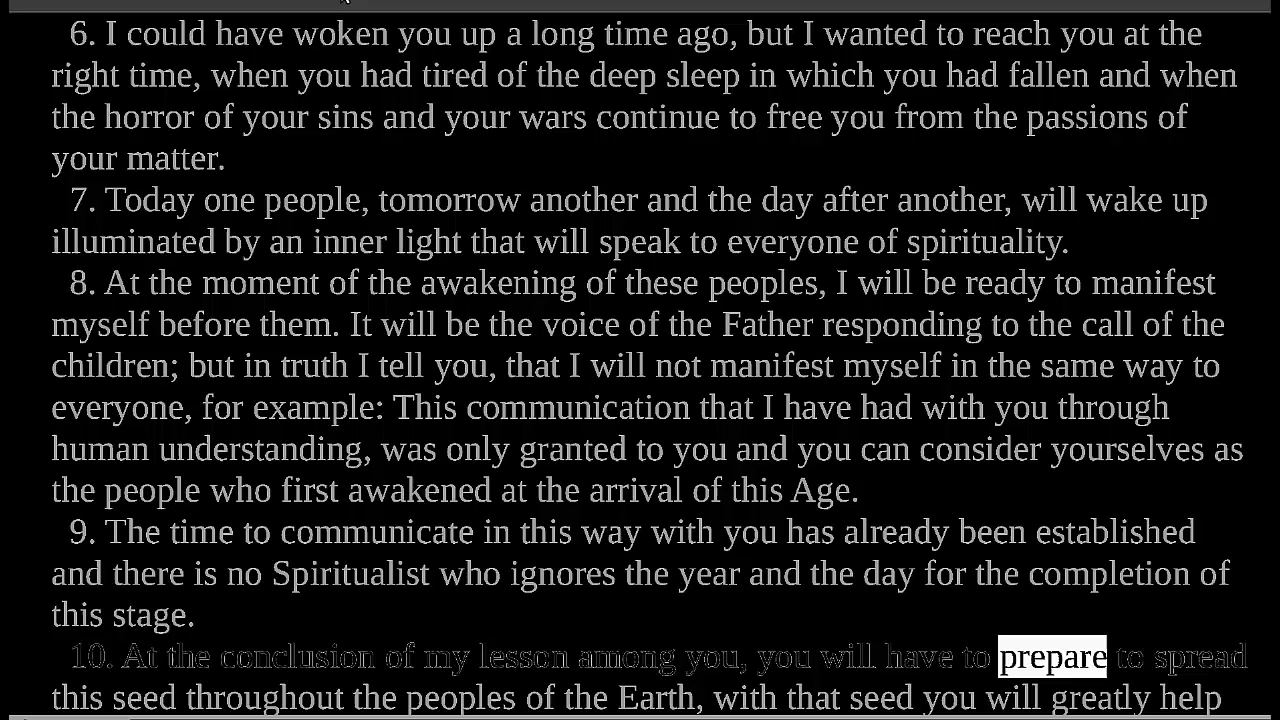 6. I could have woken you up a long time ago, but I wanted to reach you at the
right time, when you had tired of the deep sleep in which you had fallen and when
the horror of your sins and your wars continue to free you from the passions of
your matter.
7. Today one people, tomorrow another and the day after another, will wake up
illuminated by an inner light that will speak to everyone of spirituality.
8. At the moment of the awakening of these peoples, I will be ready to manifest
myself before them. It will be the voice of the Father responding to the call of the
children; but in truth I tell you, that I will not manifest myself in the same way to
everyone, for example: This communication that I have had with you through
human understanding, was only granted to you and you can consider yourselves as
the people who first awakened at the arrival of this Age.
9. The time to communicate in this way with you has already been established
and there is no Spiritualist who ignores the year and the day for the completion of
this stage.
10. At the conclusion of my lesson among you, you will have to prepare to spread
this seed throughout the peoples of the Earth, with that seed you will greatly help